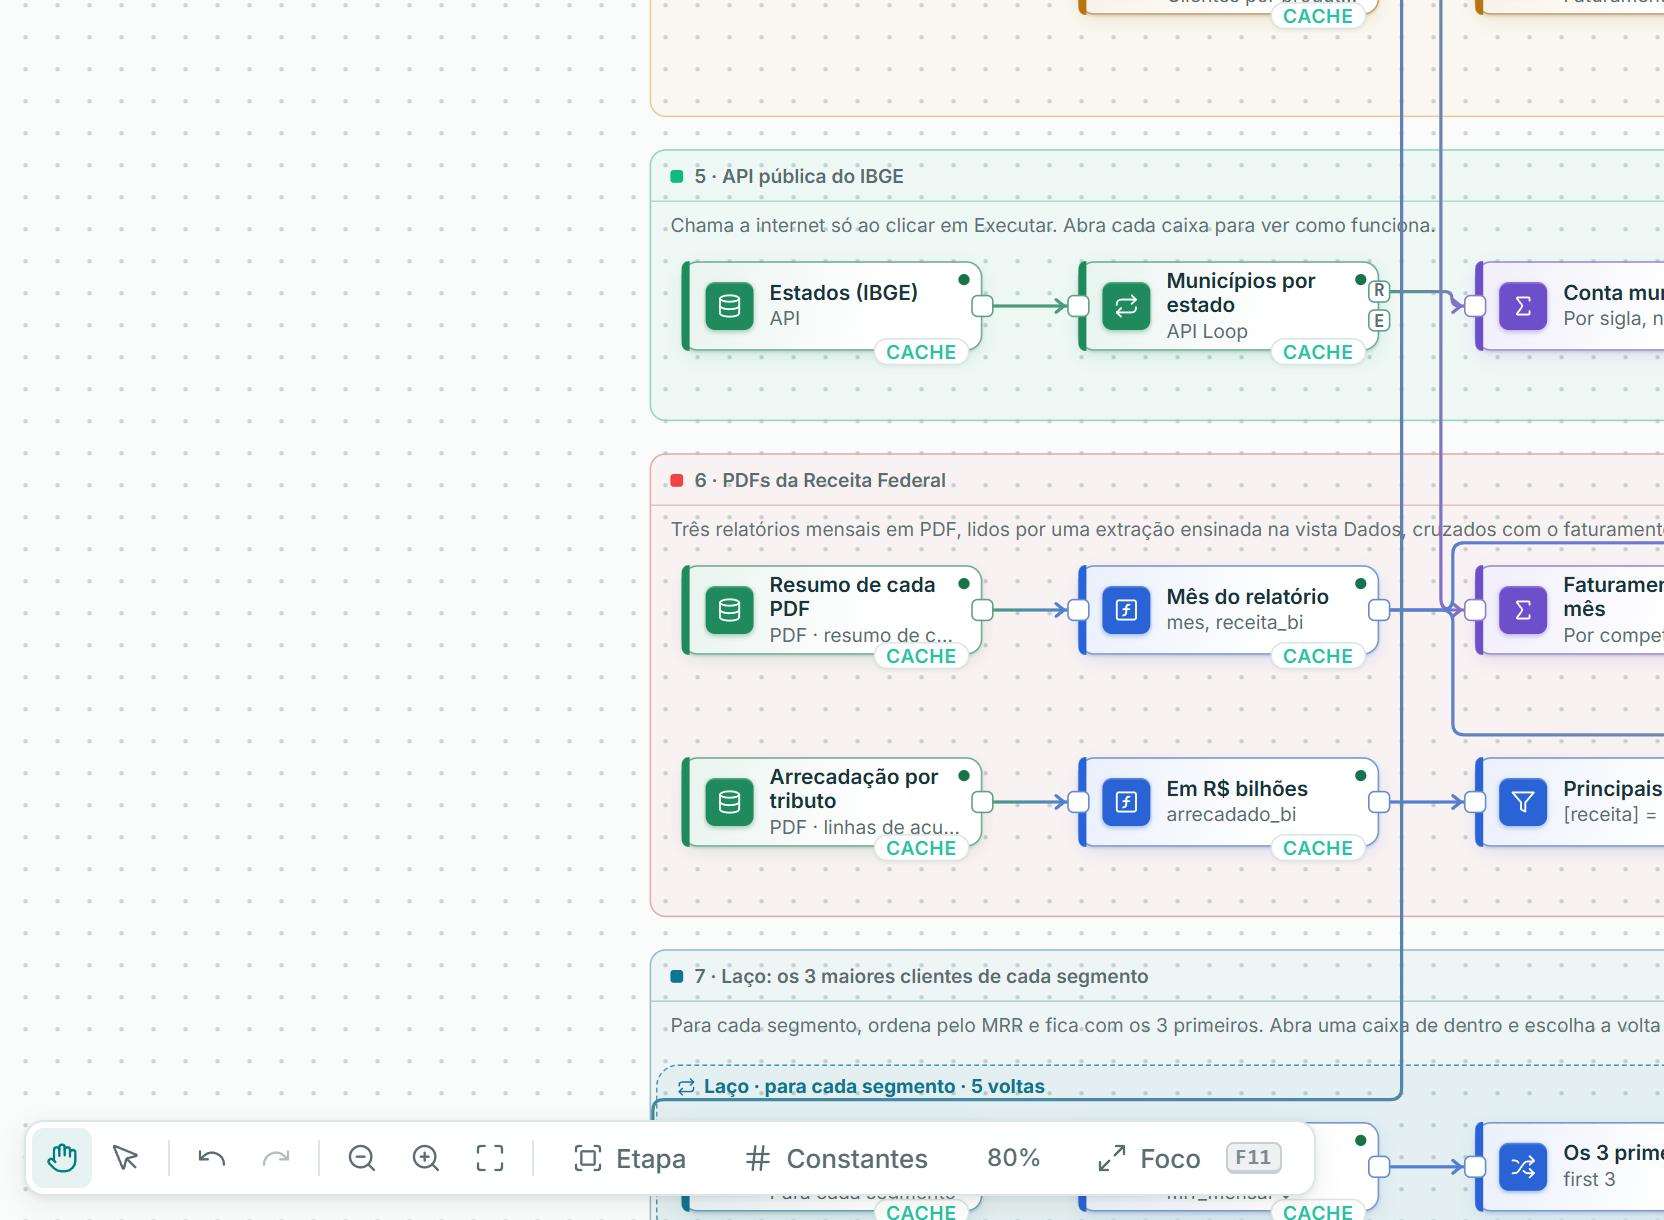 CACHE
5 · API pública do IBGE
Chama a internet só ao clicar em Executar. Abra cada caixa para ver como funciona.
Estados (IBGE)
API
CACHE
Municípios por
estado
API Loop
CACHE
R
E
Conta mu
Por sigla, n
6 · PDFs da Receita Federal
Três relatórios mensais em PDF, lidos por uma extração ensinada na vista Dados, cruzados com o faturament
Resumo de cada
PDF
PDF · resumo de c...
CACHE
Mês do relatório
mes, receita_bi
CACHE
Faturamen
mês
Por compet
Arrecadação por
tributo
PDF · linhas de acu...
CACHE
Em R$ bilhões
arrecadado_bi
CACHE
Principais
[receita] =
7 · Laço: os 3 maiores clientes de cada segmento
Para cada segmento, ordena pelo MRR e fica com os 3 primeiros. Abra uma caixa de dentro e escolha a volta
Laço · para cada segmento · 5 voltas
Etapa
Constantes
80%
Foco
F11
CACHE
CACHE
Os 3 prime
first 3